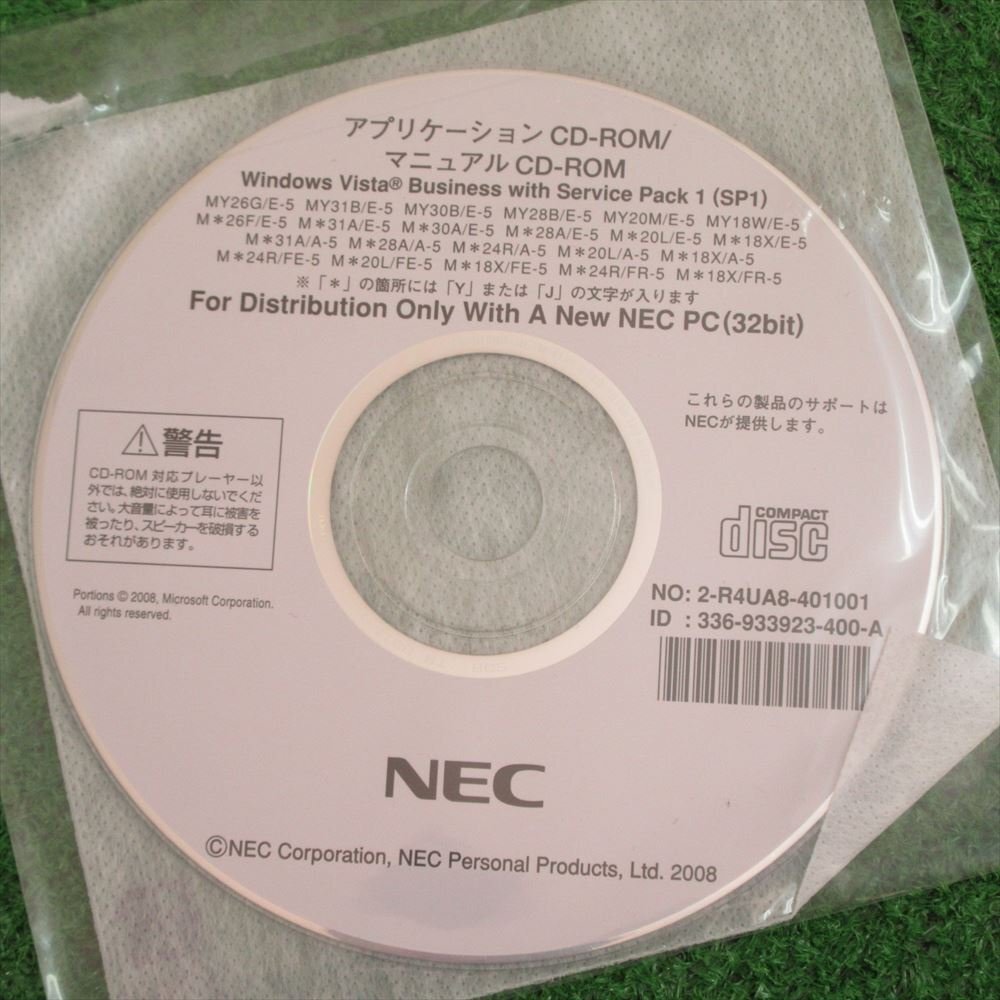 アプリケーション CD-ROM/
マニュアル CD-ROM
Windows Vista® Business with Service Pack 1 (SP1)
MY26G/E-5 MY31B/E-5 MY30B/E-5 MY28B/E-5 MY20M/E-5 MY18W/E-5
M＊26F/E-5 M＊31A/E-5 M＊30A/E-5 M＊28A/E-5 M＊20L/E-5 M＊18X/E-5
M＊31A/A-5 M＊28A/A-5 M＊24R/A-5 M＊20L/A-5 M＊18X/A-5
M＊24R/FE-5 M＊20L/FE-5 M＊18X/FE-5 M＊24R/FR-5 M＊18X/FR-5
※「＊」の箇所には「Y」または「J」の文字が入ります
For Distribution Only With A New NEC PC(32bit)
これらの製品のサポートは
NECが提供します。
警告
CD-ROM 対応プレーヤー以
外では、絶対に使用しないでくだ
さい。大音量によって耳に被害を
被ったり、スピーカーを破損する
おそれがあります。
COMPACT
disc
Portions © 2008, Microsoft Corporation.
All rights reserved.
NO: 2-R4UA8-401001
ID : 336-933923-400-A
NEC
©NEC Corporation, NEC Personal Products, Ltd. 2008